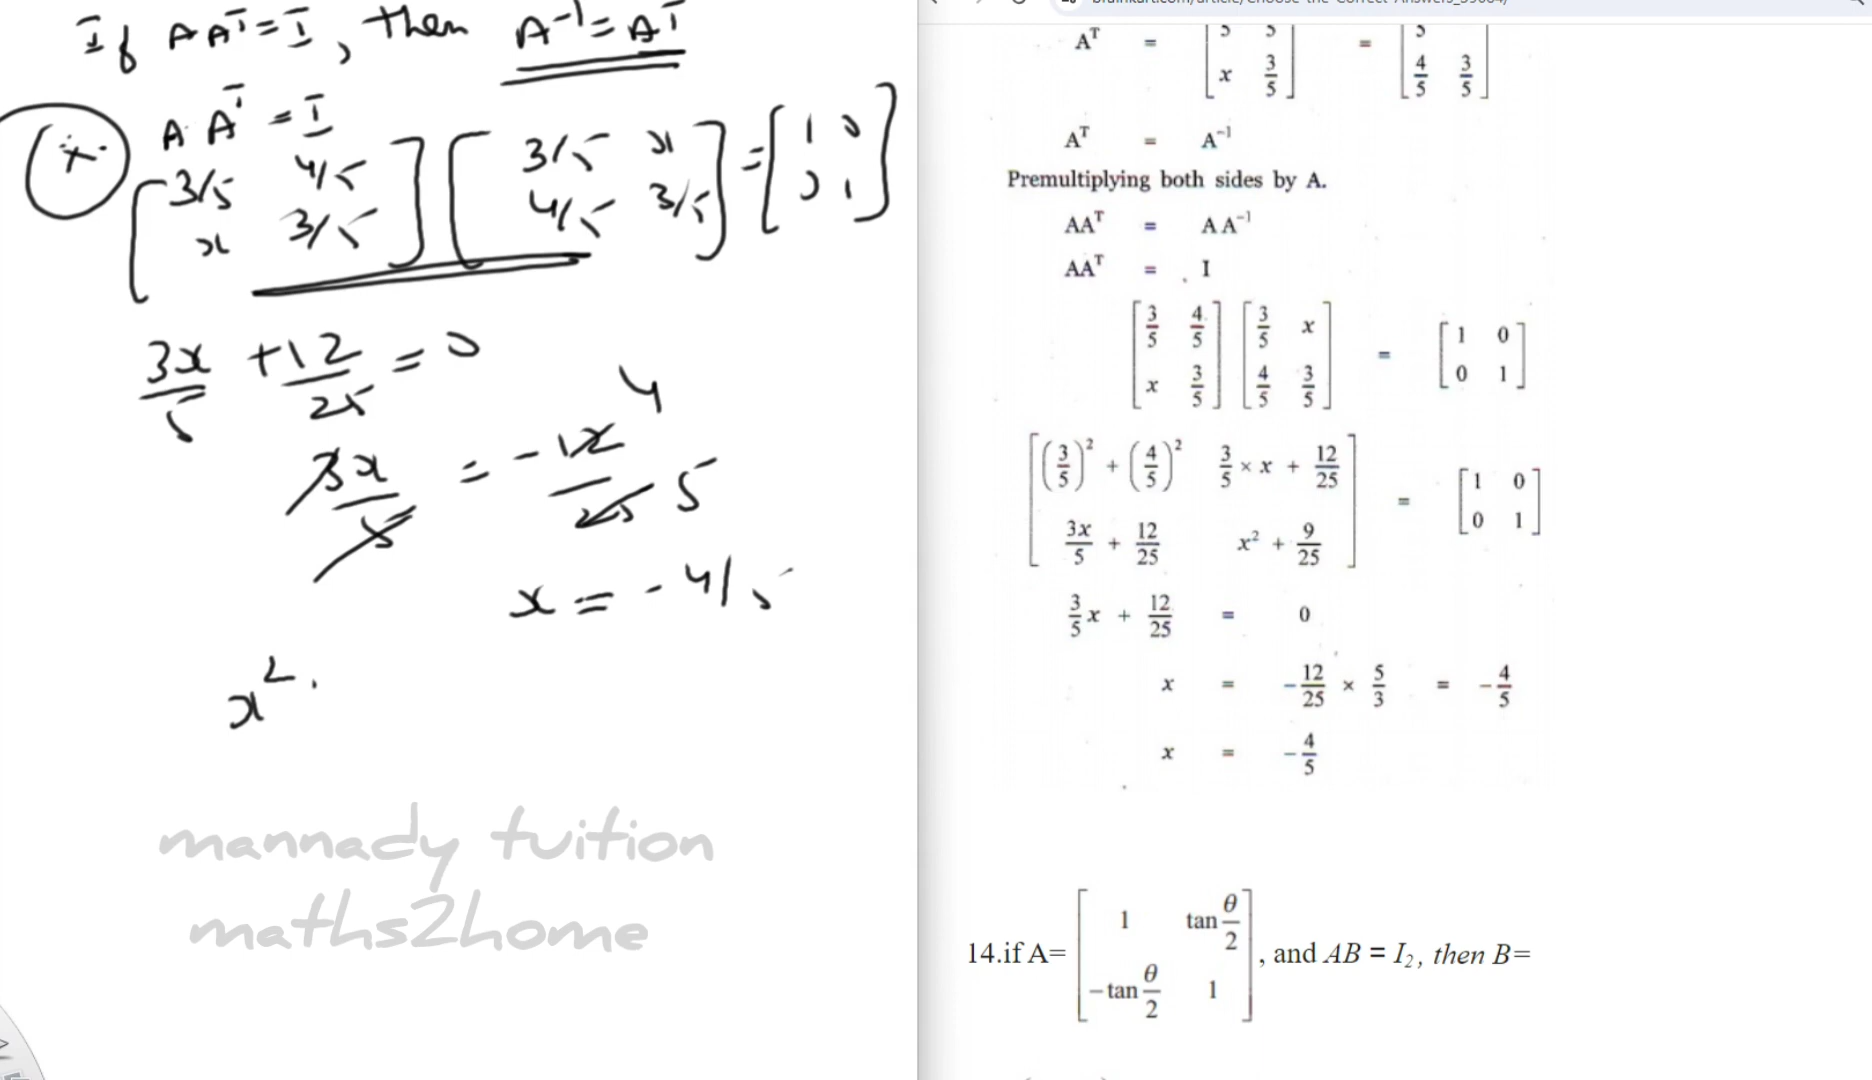 If A Aᵀ = I, then A⁻¹ = Aᵀ
A Aᵀ = I
[3/5 4/5] [3/5 x] = [1 0]
[x 3/5] [4/5 3/5] [0 1]
3x/5 + 12/25 = 0
3x/5 = -12/25 4 5
x = -4/5
x².
mannady tuition
maths2home
Aᵀ = [x 3/5] = [4/5 3/5]
Aᵀ = A⁻¹
Premultiplying both sides by A.
AAᵀ = A A⁻¹
AAᵀ = I
[3/5 4/5] [3/5 x] = [1 0]
[x 3/5] [4/5 3/5] [0 1]
[(3/5)² + (4/5)² 3/5 × x + 12/25] = [1 0]
[3x/5 + 12/25 x² + 9/25] [0 1]
3/5 x + 12/25 = 0
x = -12/25 × 5/3 = -4/5
x = -4/5
14.if A= [1 tan θ/2]
[-tan θ/2 1] , and AB = I₂, then B=